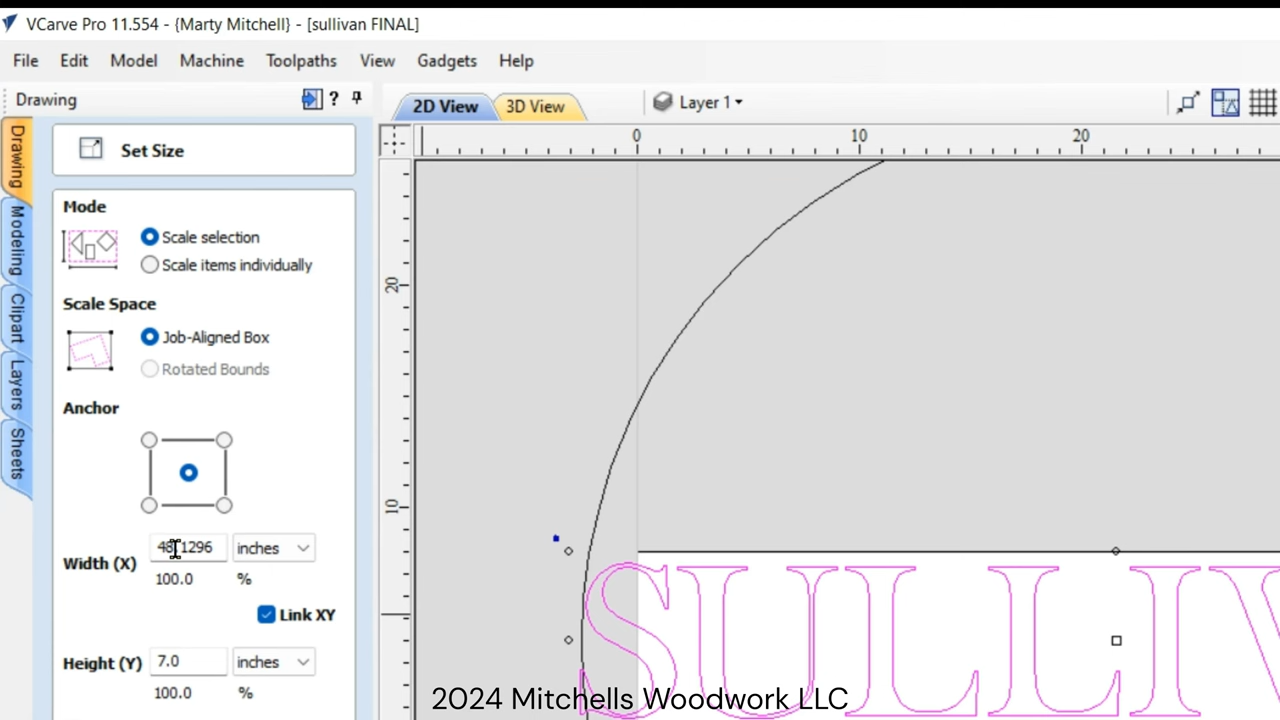 VCarve Pro 11.554 - {Marty Mitchell} - [sullivan FINAL]
File Edit Model Machine Toolpaths View Gadgets Help
Drawing ?
2D View 3D View Layer 1
Set Size
0 10 20
Mode
Scale selection
Scale items individually
Scale Space
Job-Aligned Box
Rotated Bounds
Anchor
Width (X) inches
100.0 %
Link XY
Height (Y) 7.0 inches
100.0 %
Drawing
Modeling
Clipart
Layers
Sheets
20
10
SULLIV
2024 Mitchells Woodwork LLC